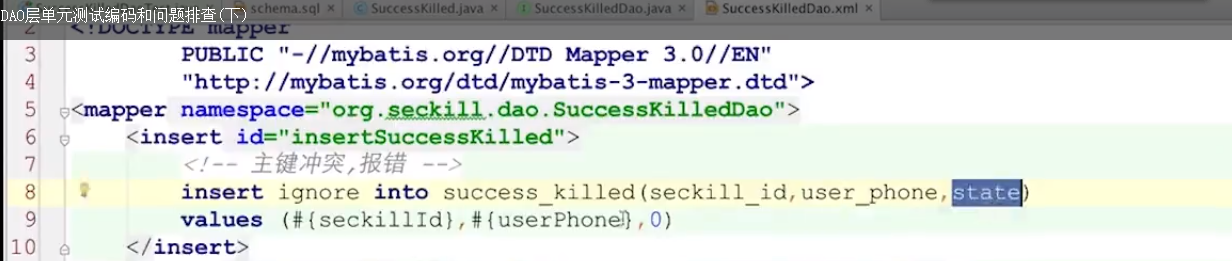 DAO层单元测试编码和问题排查(下)
schema.sql × SuccessKilled.java × SuccessKilledDao.java × SuccessKilledDao.xml ×
2 <!DOCTYPE mapper
3 PUBLIC "-//mybatis.org//DTD Mapper 3.0//EN"
4 "http://mybatis.org/dtd/mybatis-3-mapper.dtd">
5 <mapper namespace="org.seckill.dao.SuccessKilledDao">
6 <insert id="insertSuccessKilled">
7 <!-- 主键冲突,报错 -->
8 insert ignore into success_killed(seckill_id,user_phone,state)
9 values (#{seckillId},#{userPhone},0)
10 </insert>